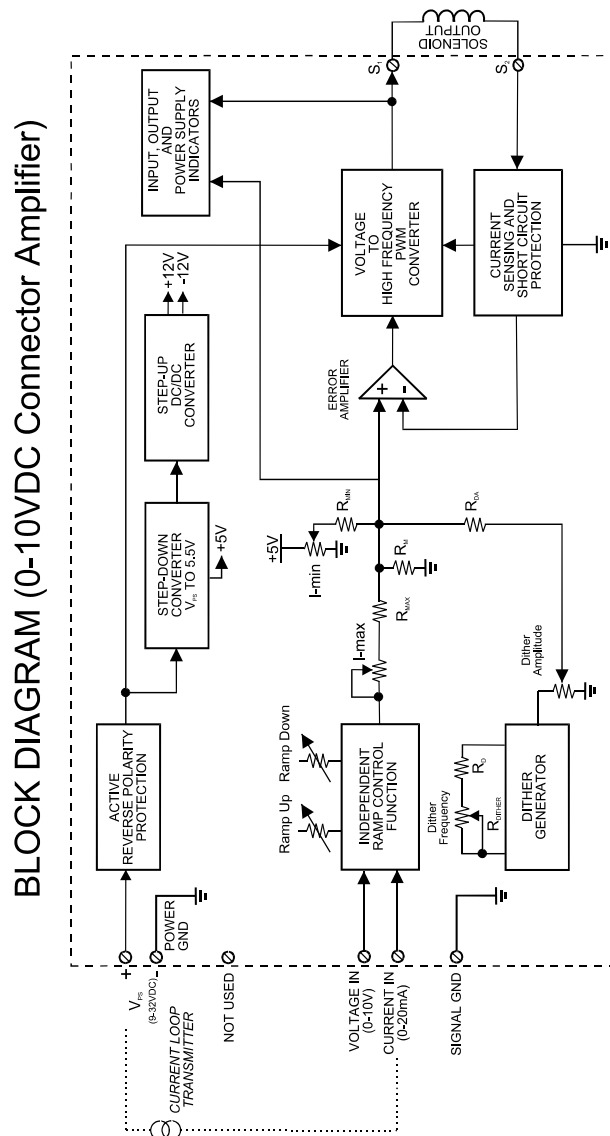 BLOCK DIAGRAM (0-10VDC Connector Amplifier)
CURRENT LOOP
TRANSMITTER
+
V_PS
(9-32VDC)
-
POWER
GND
NOT USED
VOLTAGE IN
(0-10V)
CURRENT IN
(0-20mA)
SIGNAL GND
ACTIVE
REVERSE POLARITY
PROTECTION
STEP-DOWN
CONVERTER
V_PS TO 5.5V
+5V
STEP-UP
DC/DC
CONVERTER
+12V
-12V
INPUT, OUTPUT
AND
POWER SUPPLY
INDICATORS
Ramp Up
Ramp Down
INDEPENDENT
RAMP CONTROL
FUNCTION
I-max
R_MAX
R_M
+5V
I-min
R_MIN
R_DA
ERROR
AMPLIFIER
+
-
VOLTAGE
TO
HIGH FREQUENCY
PWM
CONVERTER
CURRENT
SENSING AND
SHORT CIRCUIT
PROTECTION
S1
S2
SOLENOID
OUTPUT
Dither
Frequency
R_DITHER
R_D
DITHER
GENERATOR
Dither
Amplitude